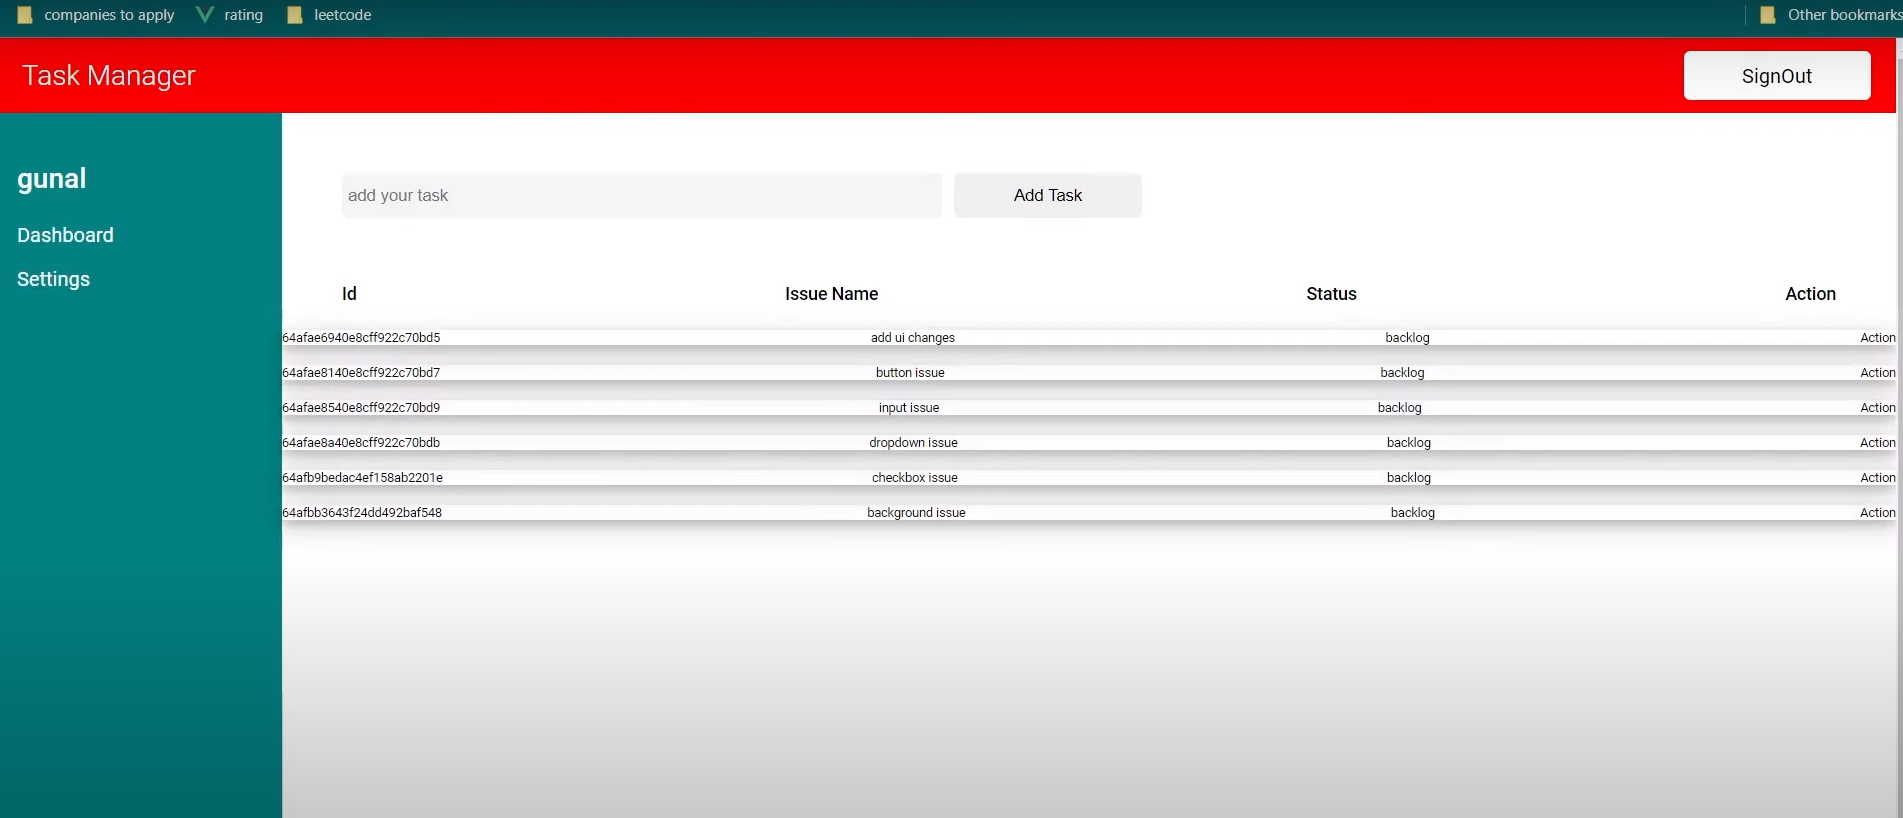 companies to apply rating leetcode Other bookmarks
Task Manager SignOut
gunal
add your task Add Task
Dashboard
Settings
Id Issue Name Status Action
64afae6940e8cff922c70bd5 add ui changes backlog Action
64afae8140e8cff922c70bd7 button issue backlog Action
64afae8540e8cff922c70bd9 input issue backlog Action
64afae8a40e8cff922c70bdb dropdown issue backlog Action
64afb9bedac4ef158ab2201e checkbox issue backlog Action
64afbb3643f24dd492baf548 background issue backlog Action